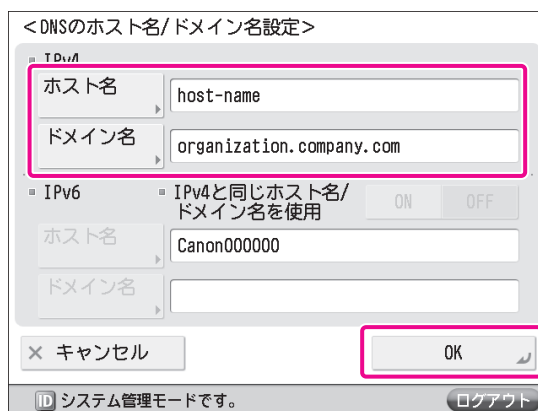 <DNSのホスト名/ドメイン名設定>
IPv4
ホスト名
host-name
ドメイン名
organization.company.com
IPv6
IPv4と同じホスト名/
ドメイン名を使用
ON
OFF
ホスト名
Canon000000
ドメイン名
× キャンセル
OK
ID システム管理モードです。
ログアウト